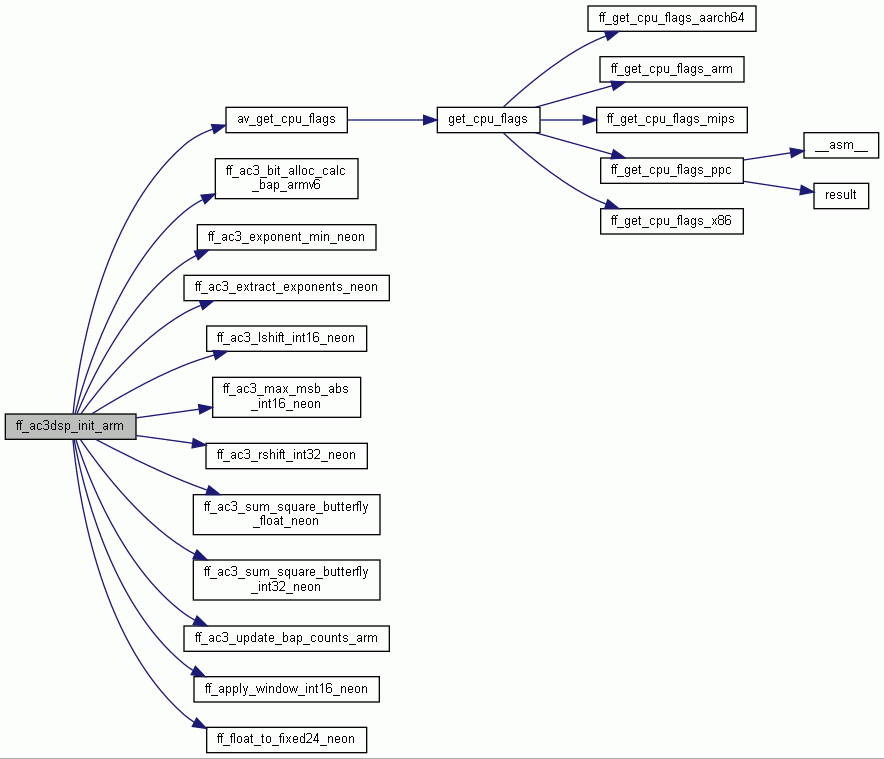 ff_ac3dsp_init_arm
av_get_cpu_flags
get_cpu_flags
ff_get_cpu_flags_aarch64
ff_get_cpu_flags_arm
ff_get_cpu_flags_mips
ff_get_cpu_flags_ppc
__asm__
result
ff_get_cpu_flags_x86
ff_ac3_bit_alloc_calc
_bap_armv6
ff_ac3_exponent_min_neon
ff_ac3_extract_exponents_neon
ff_ac3_lshift_int16_neon
ff_ac3_max_msb_abs
_int16_neon
ff_ac3_rshift_int32_neon
ff_ac3_sum_square_butterfly
_float_neon
ff_ac3_sum_square_butterfly
_int32_neon
ff_ac3_update_bap_counts_arm
ff_apply_window_int16_neon
ff_float_to_fixed24_neon